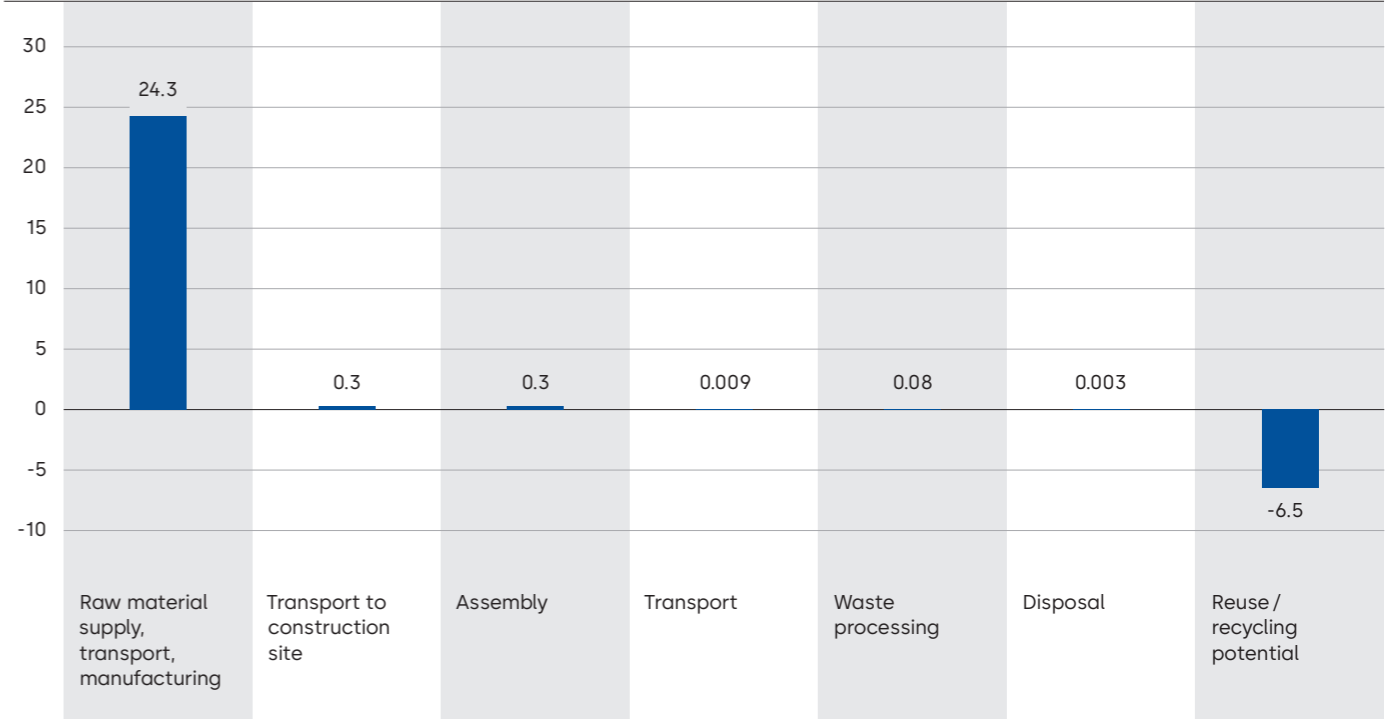 30
24.3
25
20
15
10
5
0.3
0.3
0.009
0.08
0.003
0
-5
-6.5
-10
Raw material
supply,
transport,
manufacturing
Transport to
construction
site
Assembly
Transport
Waste
processing
Disposal
Reuse /
recycling
potential